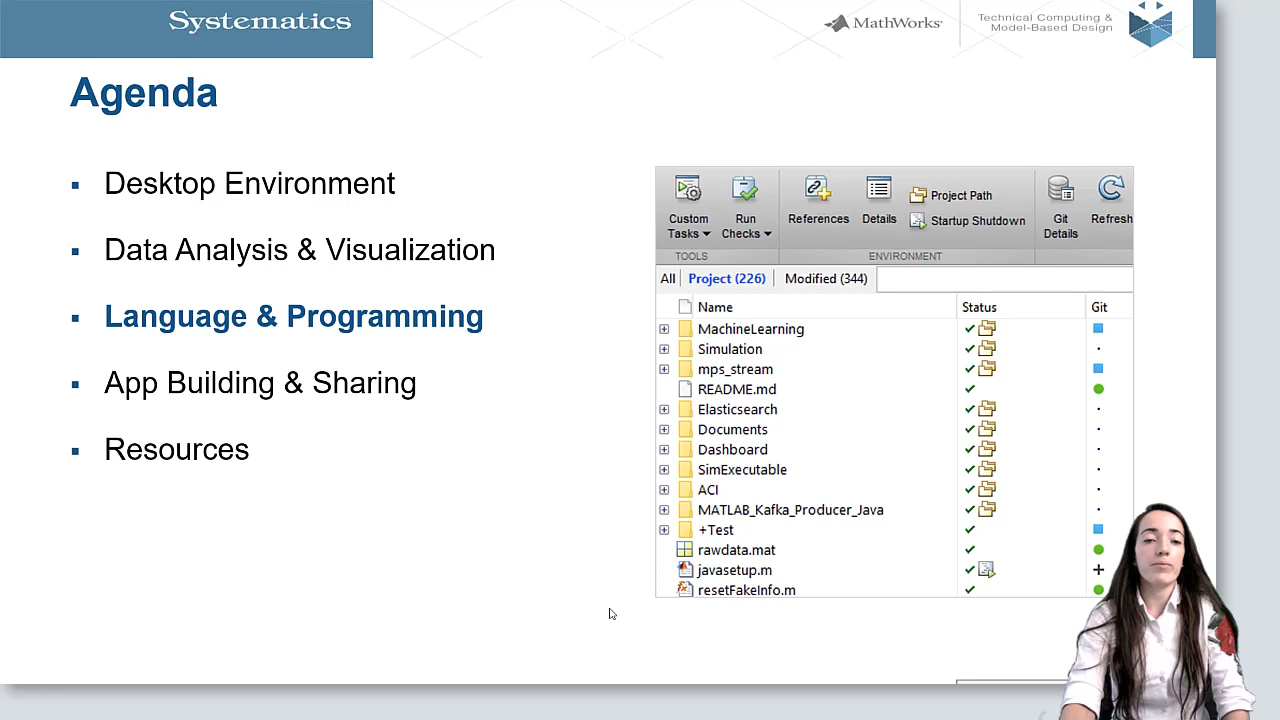 Systematics
MathWorks®
Technical Computing &
Model-Based Design
Agenda
Desktop Environment
Data Analysis & Visualization
Language & Programming
App Building & Sharing
Resources
Custom Tasks
Run Checks
References
Details
Project Path
Startup Shutdown
Git Details
Refresh
TOOLS
ENVIRONMENT
All
Project (226)
Modified (344)
Name Status Git
MachineLearning
Simulation
mps_stream
README.md
Elasticsearch
Documents
Dashboard
SimExecutable
ACI
MATLAB_Kafka_Producer_Java
+Test
rawdata.mat
javasetup.m
resetFakeInfo.m